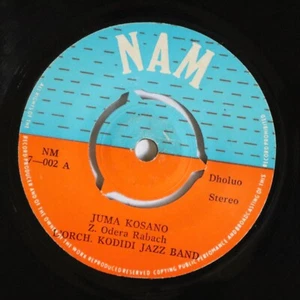 NAM
NM
7-002 A
Dholuo
Stereo
JUMA KOSANO
Z. Odera Rabach
ORCH. KODIDI JAZZ BAND